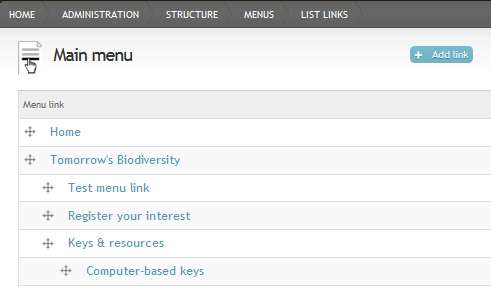 HOME ADMINISTRATION STRUCTURE MENUS LIST LINKS
Main menu
+ Add link
Menu link
Home
Tomorrow's Biodiversity
Test menu link
Register your interest
Keys & resources
Computer-based keys